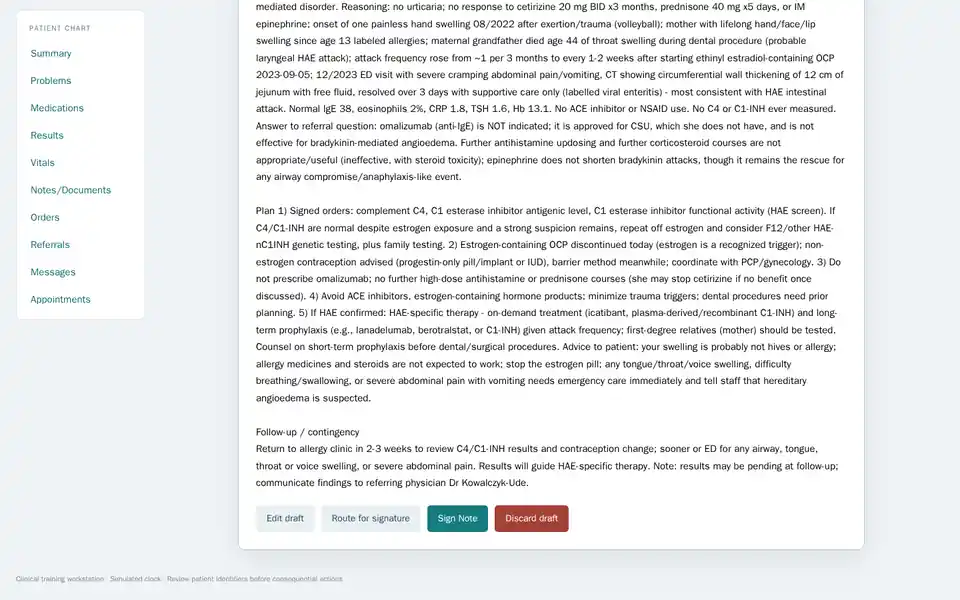 PATIENT CHART
Summary
Problems
Medications
Results
Vitals
Notes/Documents
Orders
Referrals
Messages
Appointments
mediated disorder. Reasoning: no urticaria; no response to cetirizine 20 mg BID x3 months, prednisone 40 mg x5 days, or IM
epinephrine; onset of one painless hand swelling 08/2022 after exertion/trauma (volleyball); mother with lifelong hand/face/lip
swelling since age 13 labeled allergies; maternal grandfather died age 44 of throat swelling during dental procedure (probable
laryngeal HAE attack); attack frequency rose from ~1 per 3 months to every 1-2 weeks after starting ethinyl estradiol-containing OCP
2023-09-05; 12/2023 ED visit with severe cramping abdominal pain/vomiting, CT showing circumferential wall thickening of 12 cm of
jejunum with free fluid, resolved over 3 days with supportive care only (labelled viral enteritis) - most consistent with HAE intestinal
attack. Normal IgE 38, eosinophils 2%, CRP 1.8, TSH 1.6, Hb 13.1. No ACE inhibitor or NSAID use. No C4 or C1-INH ever measured.
Answer to referral question: omalizumab (anti-IgE) is NOT indicated; it is approved for CSU, which she does not have, and is not
effective for bradykinin-mediated angioedema. Further antihistamine updosing and further corticosteroid courses are not
appropriate/useful (ineffective, with steroid toxicity); epinephrine does not shorten bradykinin attacks, though it remains the rescue for
any airway compromise/anaphylaxis-like event.
Plan 1) Signed orders: complement C4, C1 esterase inhibitor antigenic level, C1 esterase inhibitor functional activity (HAE screen). If
C4/C1-INH are normal despite estrogen exposure and a strong suspicion remains, repeat off estrogen and consider F12/other HAE-
nC1INH genetic testing, plus family testing. 2) Estrogen-containing OCP discontinued today (estrogen is a recognized trigger); non-
estrogen contraception advised (progestin-only pill/implant or IUD), barrier method meanwhile; coordinate with PCP/gynecology. 3) Do
not prescribe omalizumab; no further high-dose antihistamine or prednisone courses (she may stop cetirizine if no benefit once
discussed). 4) Avoid ACE inhibitors, estrogen-containing hormone products; minimize trauma triggers; dental procedures need prior
planning. 5) If HAE confirmed: HAE-specific therapy - on-demand treatment (icatibant, plasma-derived/recombinant C1-INH) and long-
term prophylaxis (e.g., lanadelumab, berotralstat, or C1-INH) given attack frequency; first-degree relatives (mother) should be tested.
Counsel on short-term prophylaxis before dental/surgical procedures. Advice to patient: your swelling is probably not hives or allergy;
allergy medicines and steroids are not expected to work; stop the estrogen pill; any tongue/throat/voice swelling, difficulty
breathing/swallowing, or severe abdominal pain with vomiting needs emergency care immediately and tell staff that hereditary
angioedema is suspected.
Follow-up / contingency
Return to allergy clinic in 2-3 weeks to review C4/C1-INH results and contraception change; sooner or ED for any airway, tongue,
throat or voice swelling, or severe abdominal pain. Results will guide HAE-specific therapy. Note: results may be pending at follow-up;
communicate findings to referring physician Dr Kowalczyk-Ude.
Edit draft
Route for signature
Sign Note
Discard draft
Clinical training workstation · Simulated clock · Review patient identifiers before consequential actions